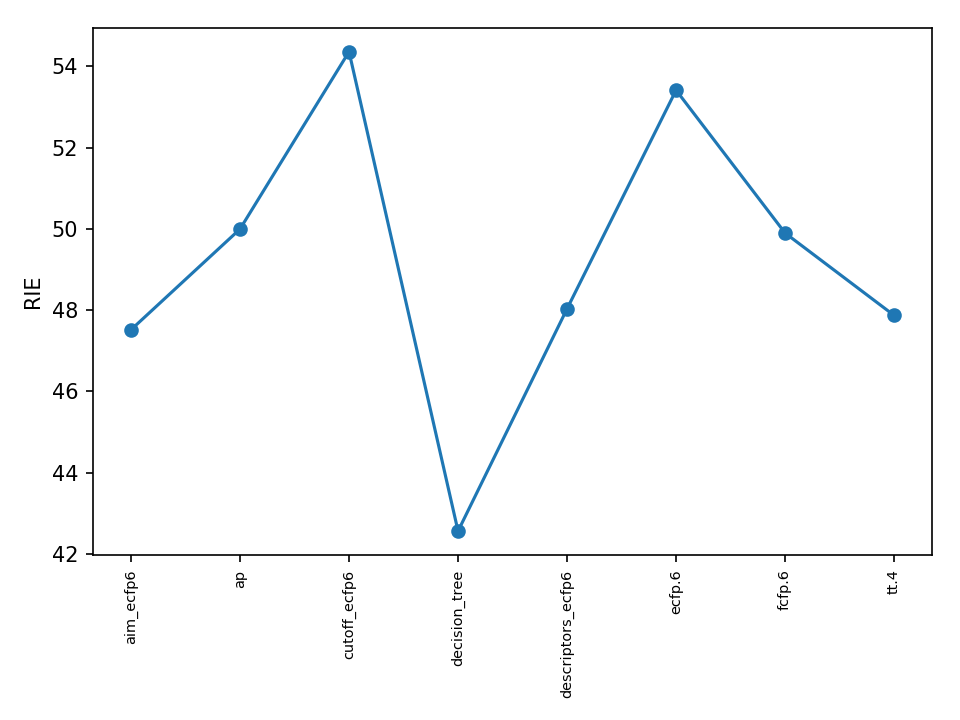 54
52
50
48
46
44
42
RIE
aim_ecfp6
ap
cutoff_ecfp6
decision_tree
descriptors_ecfp6
ecfp.6
fcfp.6
tt.4